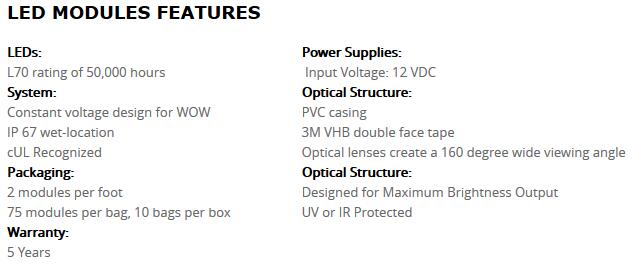 LED MODULES FEATURES
LEDs:
L70 rating of 50,000 hours
System:
Constant voltage design for WOW
IP 67 wet-location
cUL Recognized
Packaging:
2 modules per foot
75 modules per bag, 10 bags per box
Warranty:
5 Years
Power Supplies:
Input Voltage: 12 VDC
Optical Structure:
PVC casing
3M VHB double face tape
Optical lenses create a 160 degree wide viewing angle
Optical Structure:
Designed for Maximum Brightness Output
UV or IR Protected